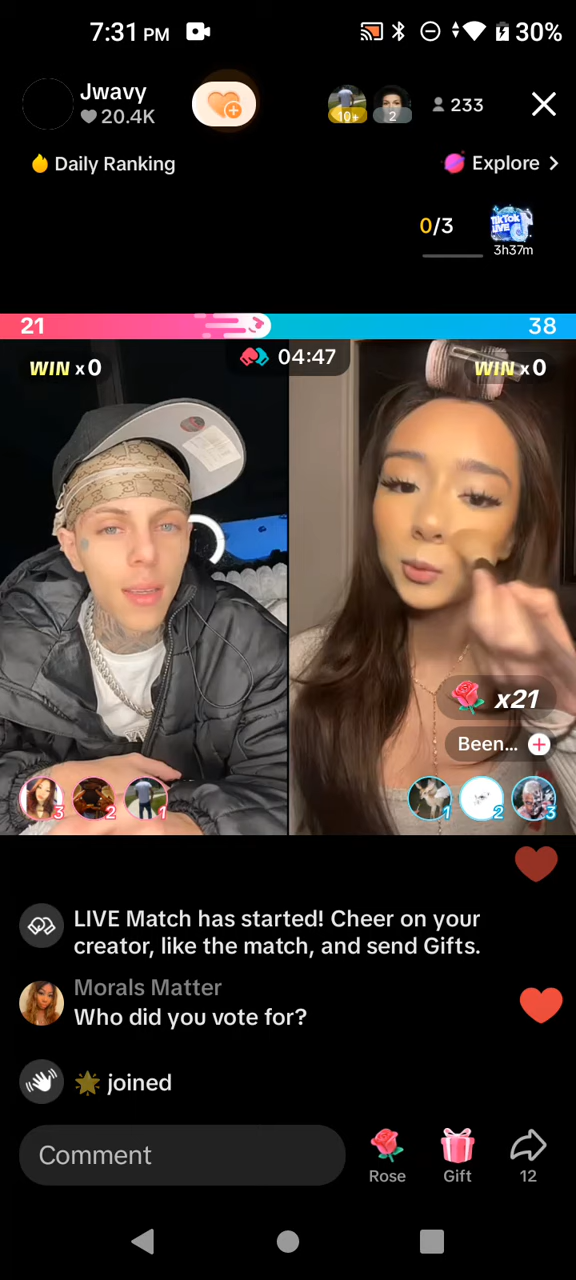 7:31 PM
30%
Jwavy
20.4K
10+
2
233
Daily Ranking
Explore
0/3
TikTok
LIVE
3h37m
21
38
WIN x0
04:47
WIN x0
x21
Been...
3
2
1
1
2
3
LIVE Match has started! Cheer on your
creator, like the match, and send Gifts.
Morals Matter
Who did you vote for?
joined
Comment
Rose
Gift
12